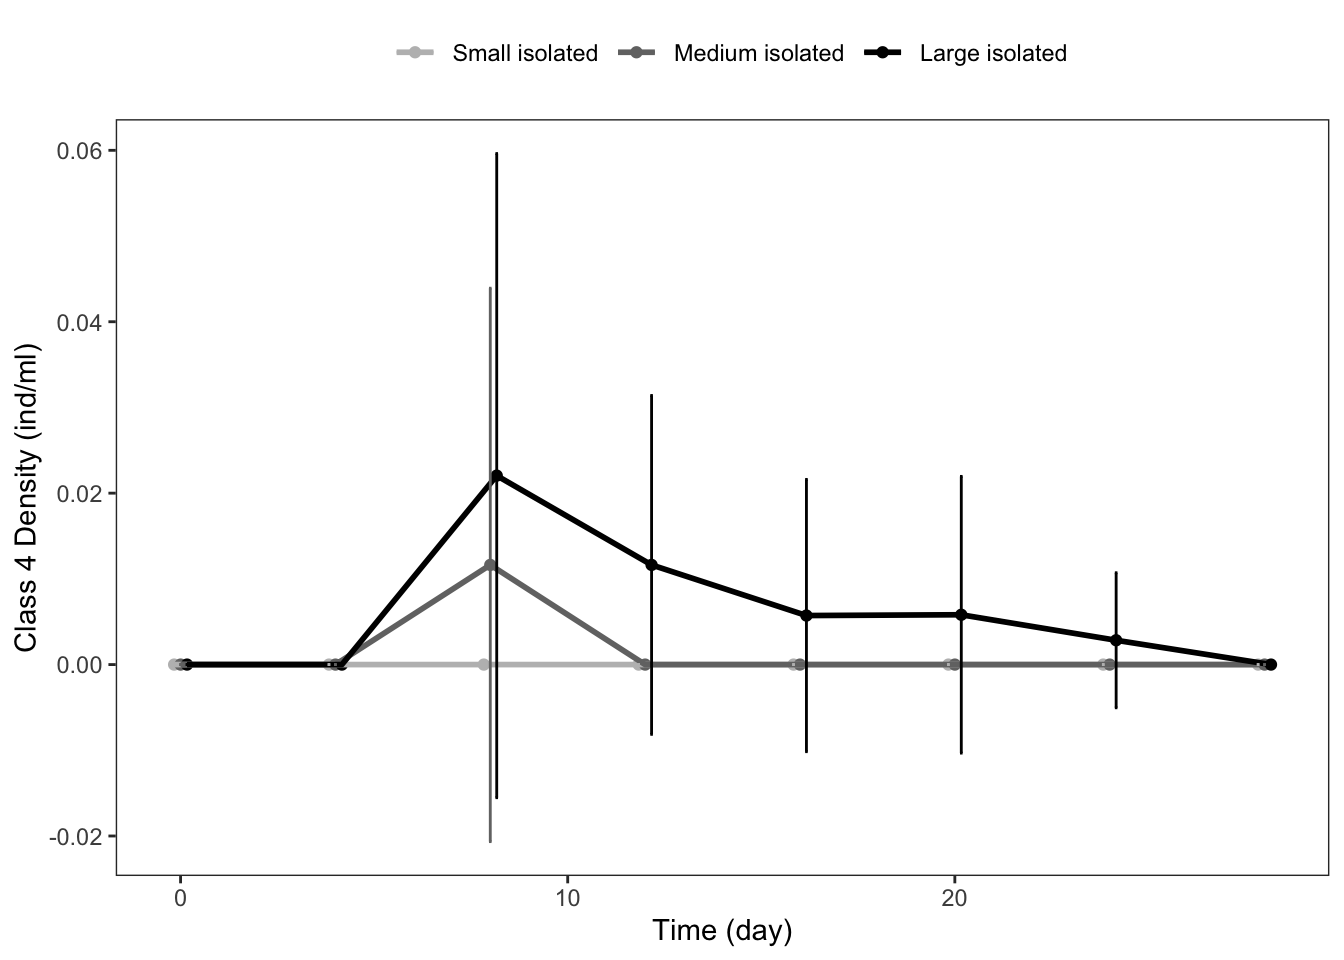 Small isolated Medium isolated Large isolated
0.06
0.04
0.02
0.00
-0.02
Class 4 Density (ind/ml)
0 10 20
Time (day)